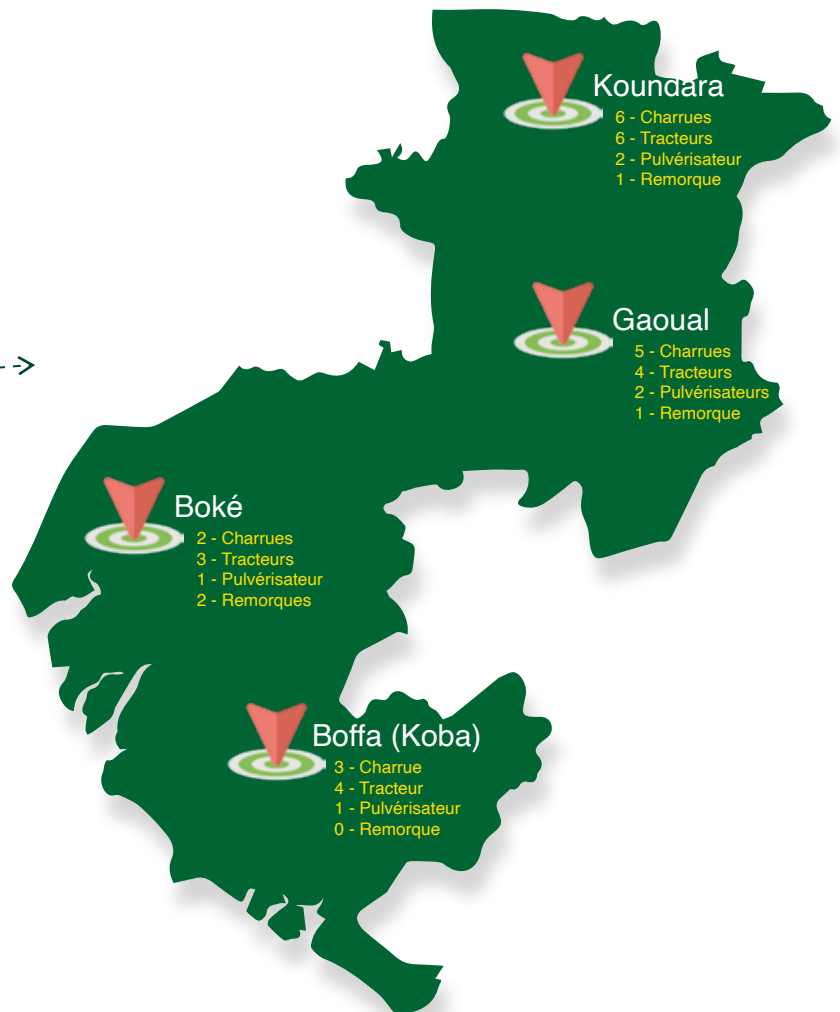 Koundara
6 - Charrues
6 - Tracteurs
2 - Pulvérisateur
1 - Remorque
Gaoual
5 - Charrues
4 - Tracteurs
2 - Pulvérisateurs
1 - Remorque
Boké
2 - Charrues
3 - Tracteurs
1 - Pulvérisateur
2 - Remorques
Boffa (Koba)
3 - Charrue
4 - Tracteur
1 - Pulvérisateur
0 - Remorque